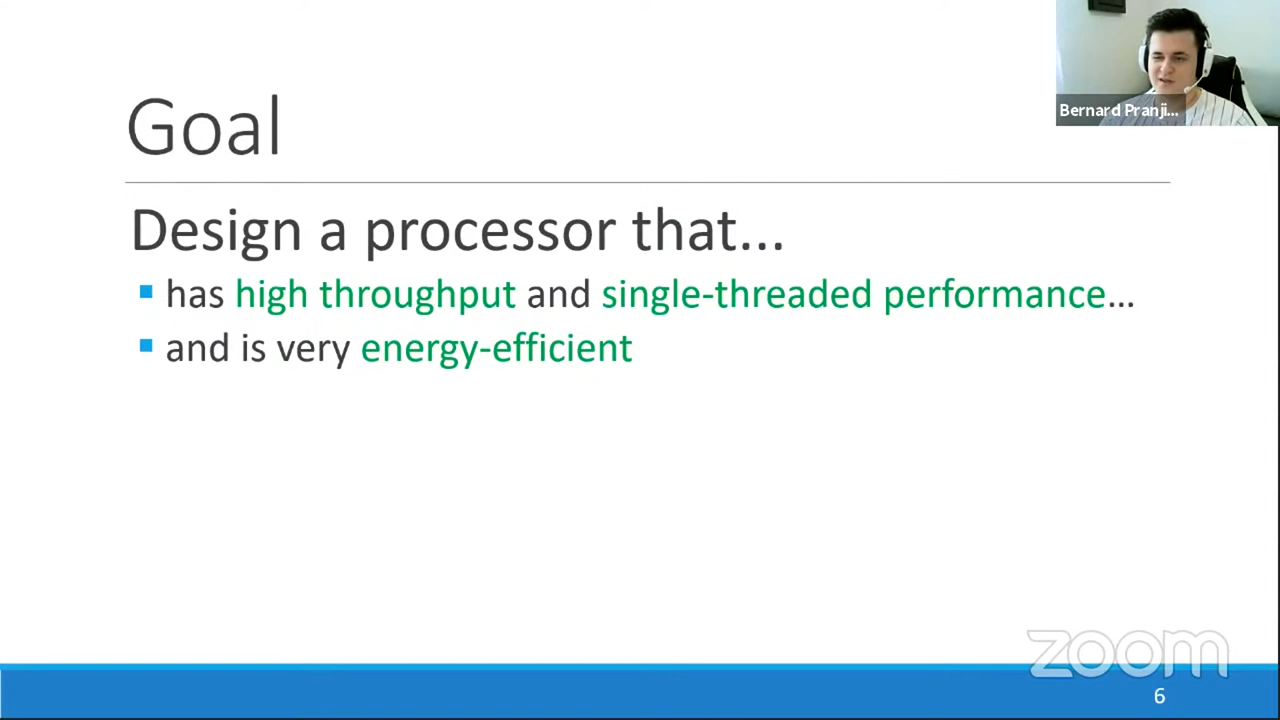 Bernard Pranji...
Goal
Design a processor that...
▪ has high throughput and single-threaded performance...
▪ and is very energy-efficient
zoom
6